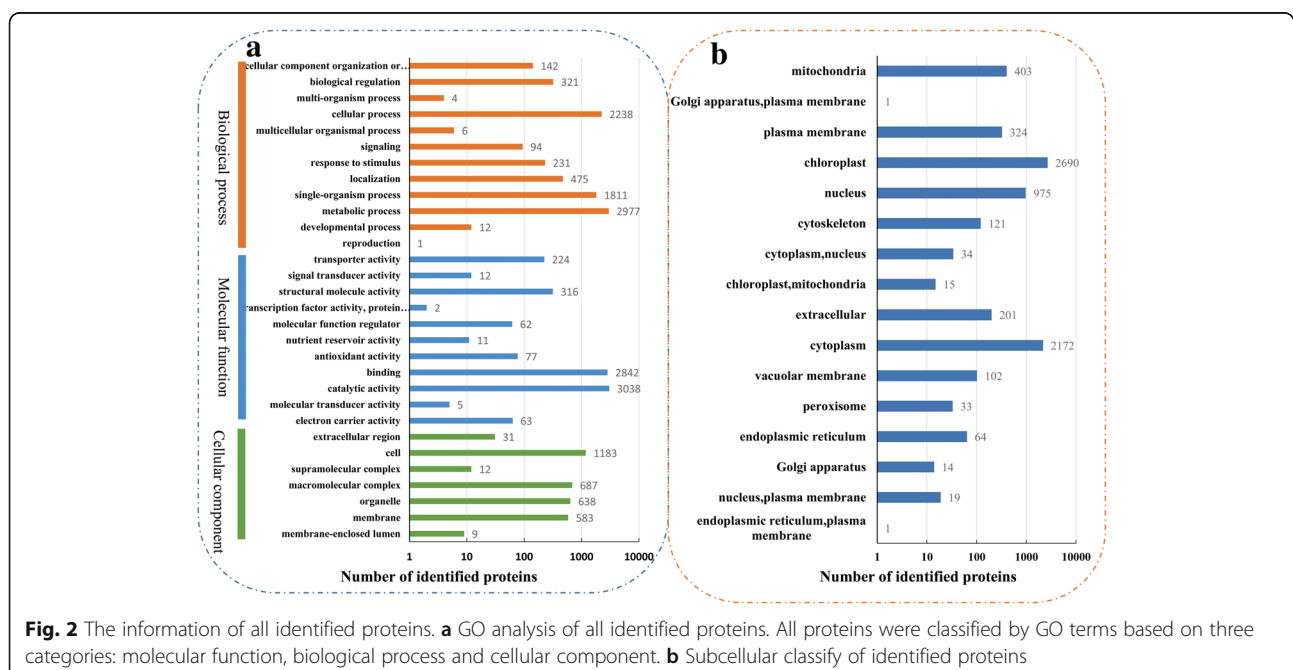 a
Biological process
cellular component organization or… 142
biological regulation 321
multi-organism process 4
cellular process 2238
multicellular organismal process 6
signaling 94
response to stimulus 231
localization 475
single-organism process 1811
metabolic process 2977
developmental process 12
reproduction 1
Molecular function
transporter activity 224
signal transducer activity 12
structural molecule activity 316
transcription factor activity, protein… 2
molecular function regulator 62
nutrient reservoir activity 11
antioxidant activity 77
binding 2842
catalytic activity 3038
molecular transducer activity 5
electron carrier activity 63
Cellular component
extracellular region 31
cell 1183
supramolecular complex 12
macromolecular complex 687
organelle 638
membrane 583
membrane-enclosed lumen 9
1 10 100 1000 10000
Number of identified proteins
b
mitochondria 403
Golgi apparatus,plasma membrane 1
plasma membrane 324
chloroplast 2690
nucleus 975
cytoskeleton 121
cytoplasm,nucleus 34
chloroplast,mitochondria 15
extracellular 201
cytoplasm 2172
vacuolar membrane 102
peroxisome 33
endoplasmic reticulum 64
Golgi apparatus 14
nucleus,plasma membrane 19
endoplasmic reticulum,plasma
membrane 1
1 10 100 1000 10000
Number of identified proteins
Fig. 2 The information of all identified proteins. a GO analysis of all identified proteins. All proteins were classified by GO terms based on three
categories: molecular function, biological process and cellular component. b Subcellular classify of identified proteins